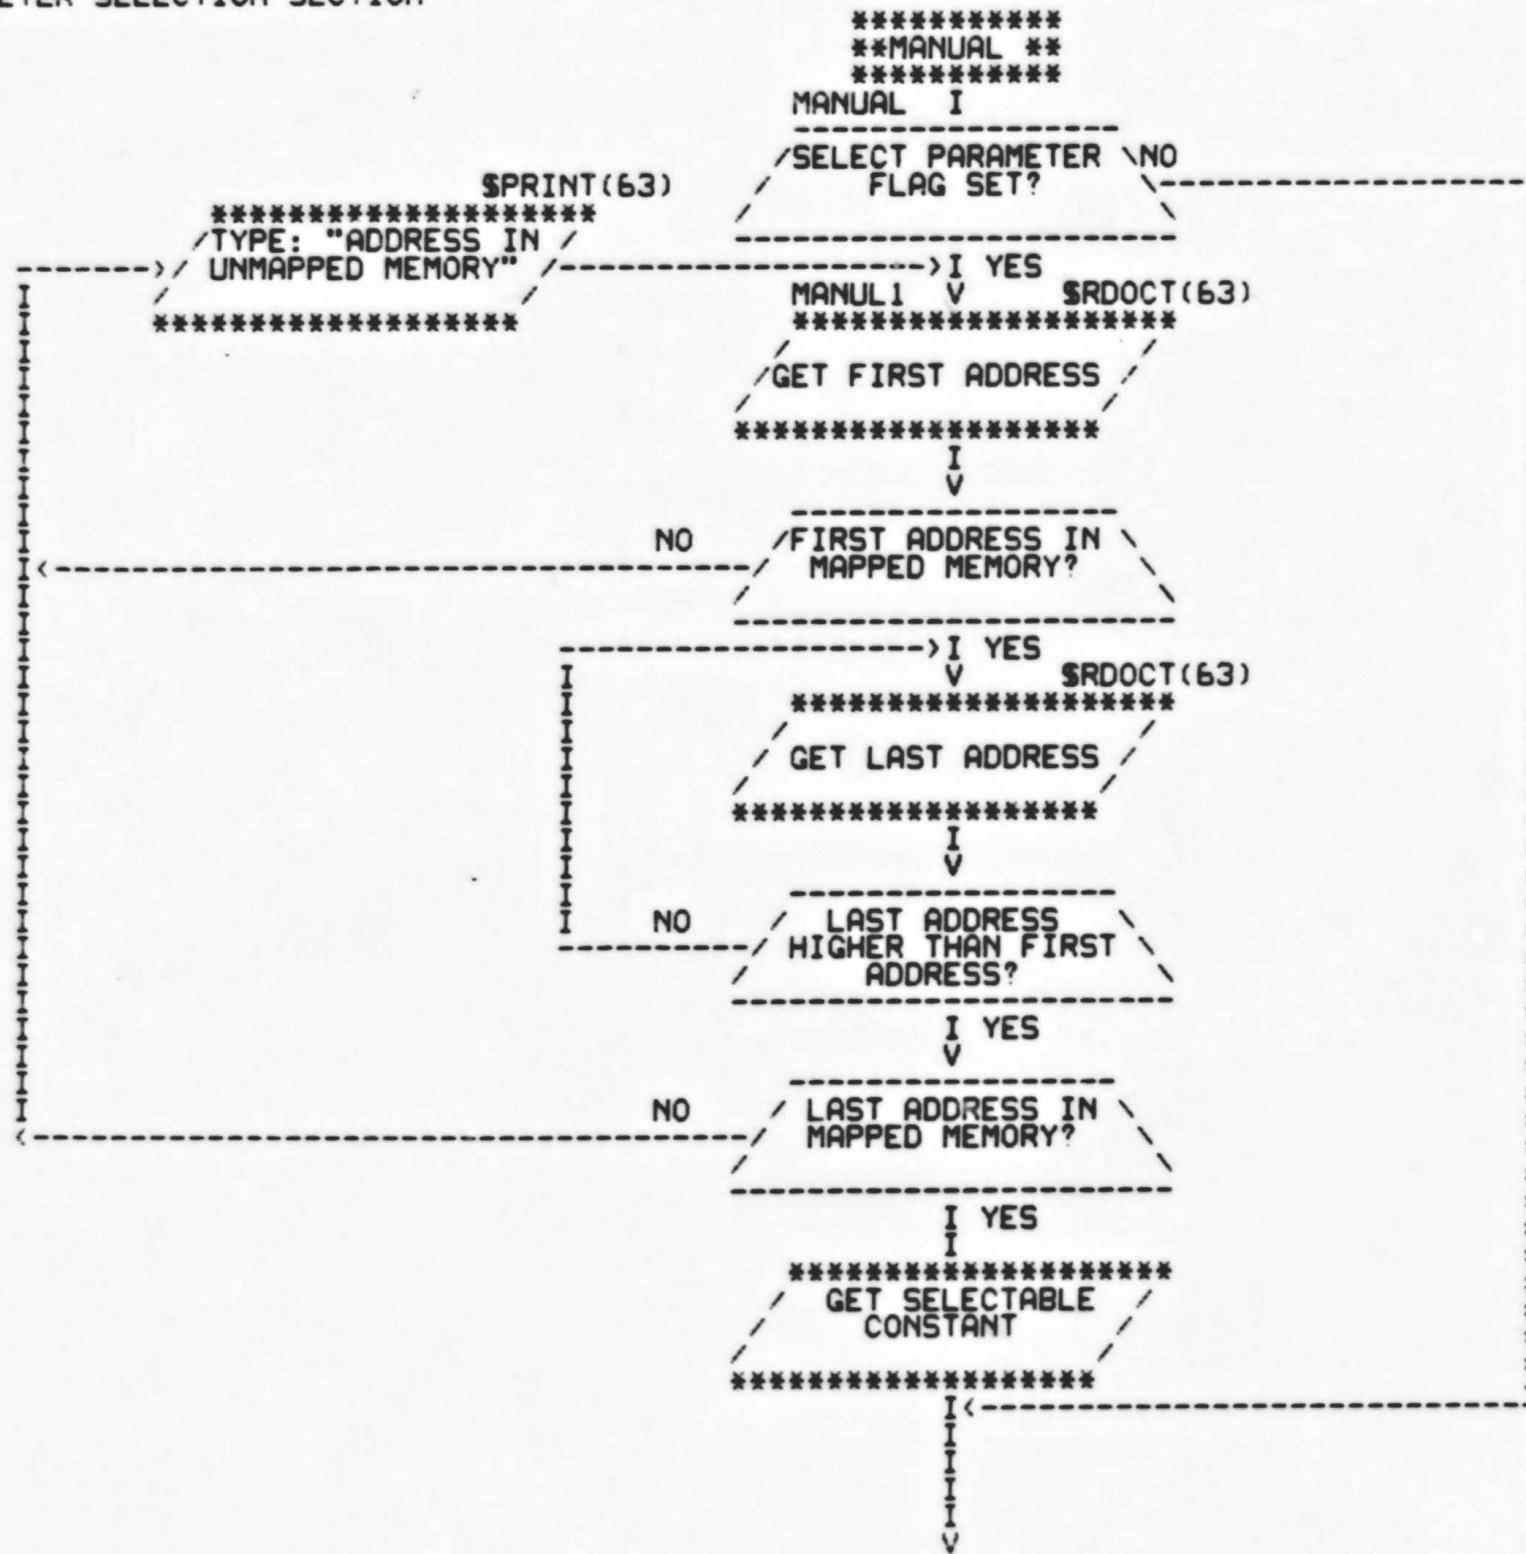 SELECTION SECTION
**MANUAL **
MANUAL I
SELECT PARAMETER NO
FLAG SET?
$PRINT(63)
TYPE: "ADDRESS IN
UNMAPPED MEMORY"
I YES
MANUL1 V $RDOCT(63)
GET FIRST ADDRESS
I
V
NO FIRST ADDRESS IN
MAPPED MEMORY?
I YES
V $RDOCT(63)
GET LAST ADDRESS
I
V
NO LAST ADDRESS
HIGHER THAN FIRST
ADDRESS?
I YES
V
NO LAST ADDRESS IN
MAPPED MEMORY?
I YES
I
GET SELECTABLE
CONSTANT
I
I
I
I
I
V